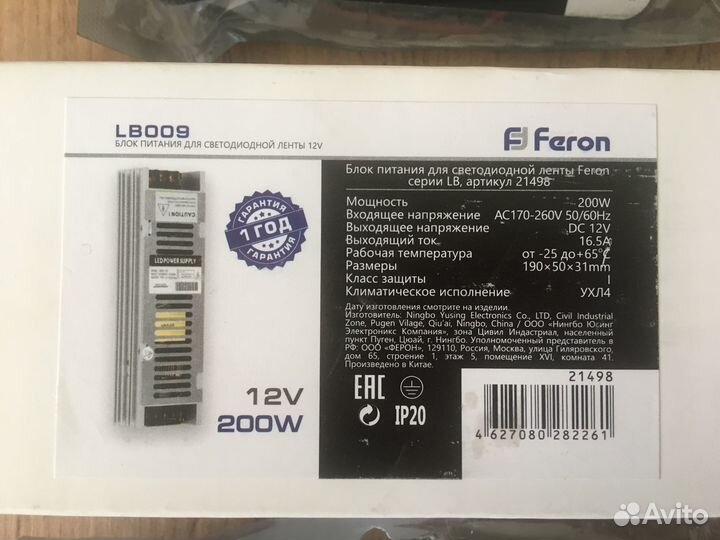 LB009
БЛОК ПИТАНИЯ ДЛЯ СВЕТОДИОДНОЙ ЛЕНТЫ 12V
Feron
CAUTION!
LED POWER SUPPLY
ГАРАНТИЯ
1 ГОД
ГАРАНТИЯ
12V
200W
Блок питания для светодиодной ленты Feron
серии LB, артикул 21498
Мощность 200W
Входящее напряжение AC170-260V 50/60Hz
Выходящее напряжение DC 12V
Выходящий ток 16.5A
Рабочая температура от -25 до+65°C
Размеры 190×50×31mm
Класс защиты I
Климатическое исполнение УХЛ4
Дату изготовления смотрите на изделии.
Изготовитель: Ningbo Yusing Electronics Co., LTD, Civil Industrial
Zone, Pugen Vilage, Qiu'ai, Ningbo, China / ООО «Нингбо Юсинг
Электроникс Компания», зона Цивил Индастриал, населенный
пункт Пуген, Цюай, г. Нингбо. Уполномоченный представитель в
РФ: ООО «ФЕРОН», 129110, Россия, Москва, улица Гиляровского,
дом 65, строение 1, этаж 5, помещение XVI, комната 41.
Произведено в Китае.
EAC
IP20
21498
4 627080 282261
Avito